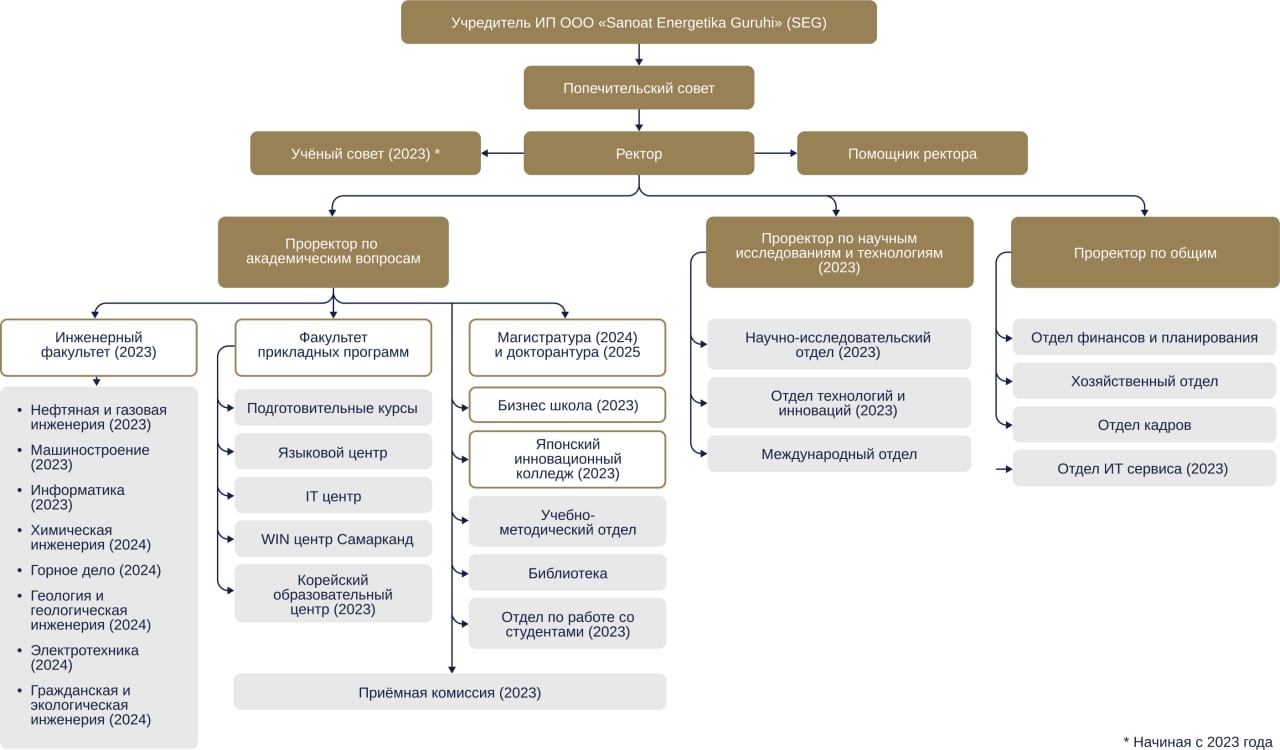 Учредитель ИП ООО «Sanoat Energetika Guruhi» (SEG)
Попечительский совет
Учёный совет (2023) *
Ректор
Помощник ректора
Проректор по
академическим вопросам
Проректор по научным
исследованиям и технологиям
(2023)
Проректор по общим
Инженерный
факультет (2023)
• Нефтяная и газовая
инженерия (2023)
• Машиностроение
(2023)
• Информатика
(2023)
• Химическая
инженерия (2024)
• Горное дело (2024)
• Геология и
геологическая
инженерия (2024)
• Электротехника
(2024)
• Гражданская и
экологическая
инженерия (2024)
Факультет
прикладных программ
Подготовительные курсы
Языковой центр
IT центр
WIN центр Самарканд
Корейский
образовательный
центр (2023)
Магистратура (2024)
и докторантура (2025
Бизнес школа (2023)
Японский
инновационный
колледж (2023)
Учебно-
методический отдел
Библиотека
Отдел по работе со
студентами (2023)
Приёмная комиссия (2023)
Научно-исследовательский
отдел (2023)
Отдел технологий и
инноваций (2023)
Международный отдел
Отдел финансов и планирования
Хозяйственный отдел
Отдел кадров
Отдел ИТ сервиса (2023)
* Начиная с 2023 года